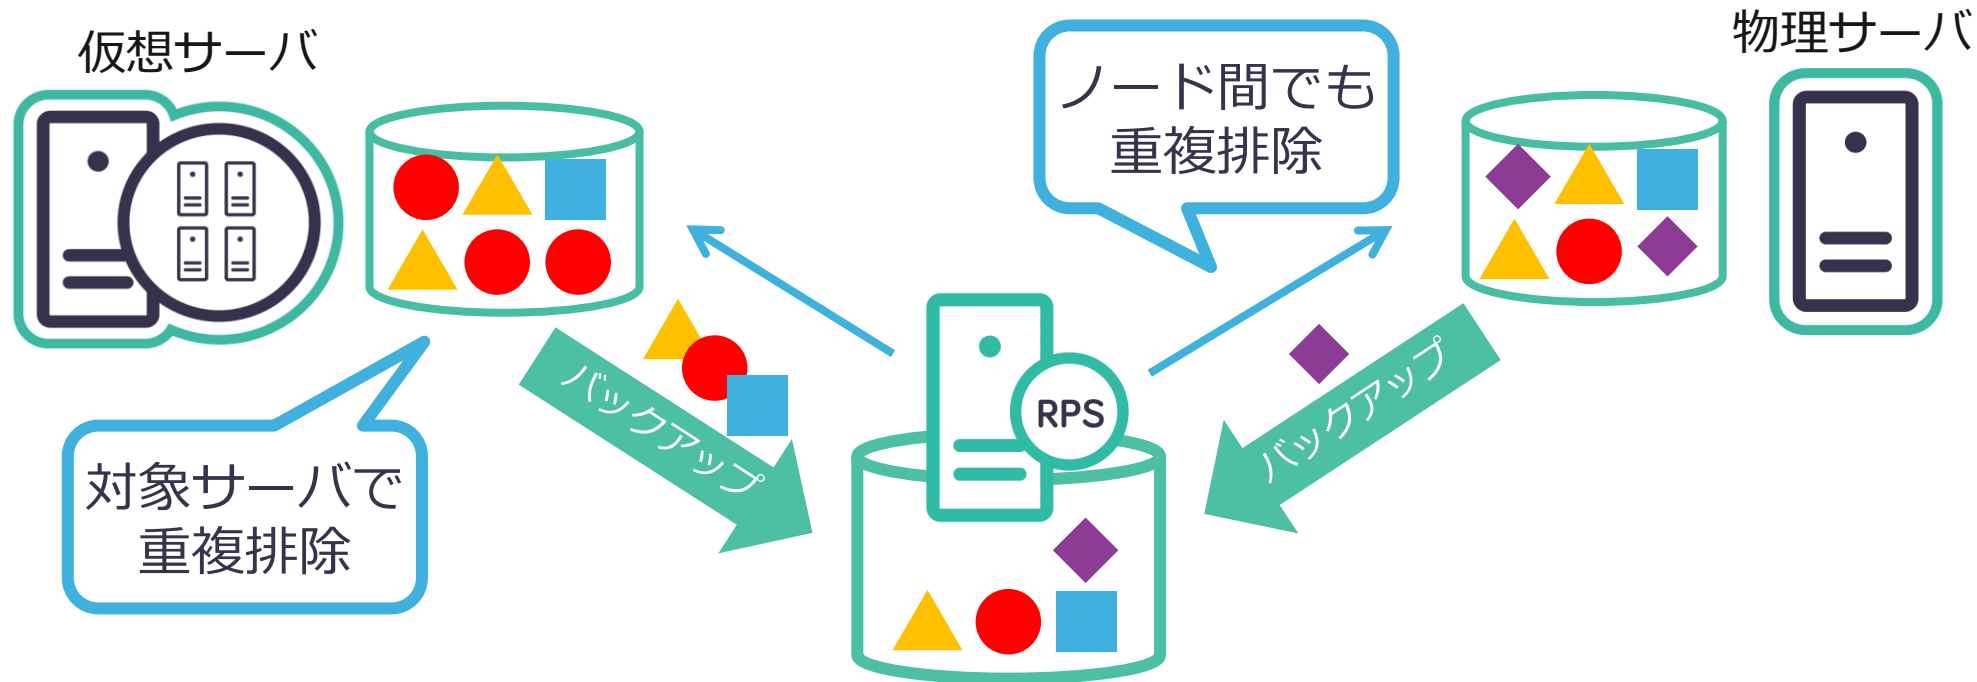 仮想サーバ
物理サーバ
ノード間でも
重複排除
対象サーバで
重複排除
バックアップ
バックアップ
RPS